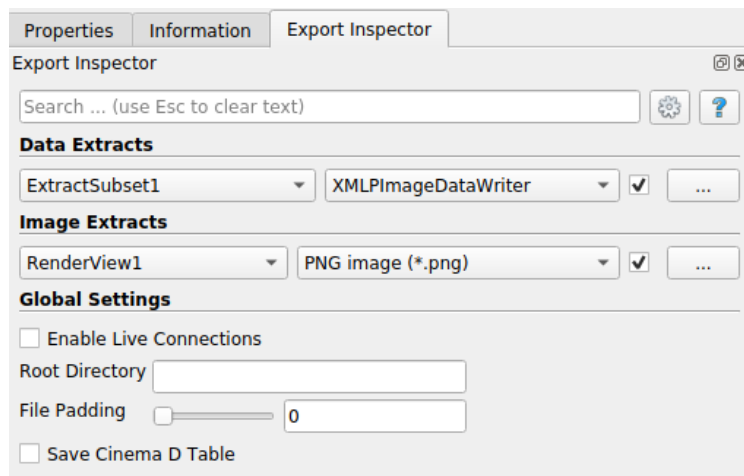 Properties Information Export Inspector
Export Inspector
Search ... (use Esc to clear text) ?
Data Extracts
ExtractSubset1 XMLPImageDataWriter ...
Image Extracts
RenderView1 PNG image (*.png) ...
Global Settings
Enable Live Connections
Root Directory
File Padding 0
Save Cinema D Table